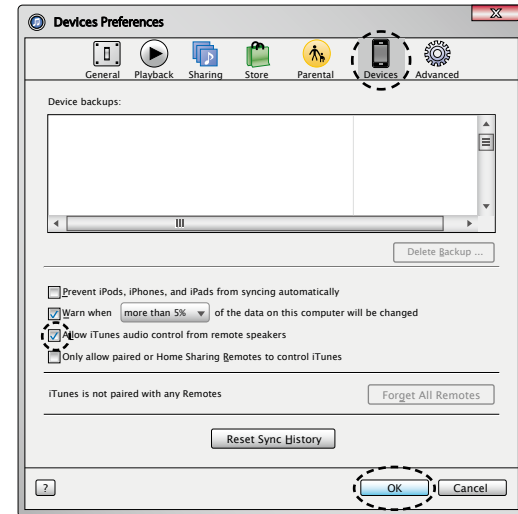 Devices Preferences
General Playback Sharing Store Parental Devices Advanced
Device backups:
Delete Backup ...
Prevent iPods, iPhones, and iPads from syncing automatically
Warn when more than 5% of the data on this computer will be changed
Allow iTunes audio control from remote speakers
Only allow paired or Home Sharing Remotes to control iTunes
iTunes is not paired with any Remotes Forget All Remotes
Reset Sync History
? OK Cancel